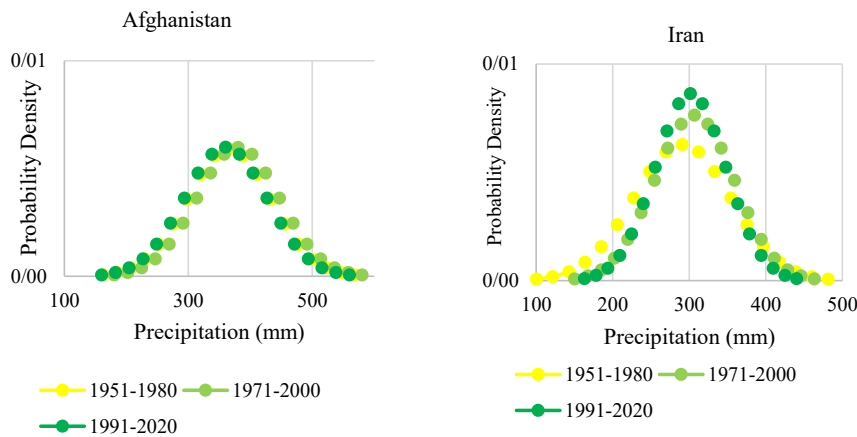 Afghanistan
0/01
0/00
Probability Density
100 300 500
Precipitation (mm)
1951-1980 1971-2000
1991-2020
Iran
0/01
0/00
Probability Density
100 200 300 400 500
Precipitation (mm)
1951-1980 1971-2000
1991-2020